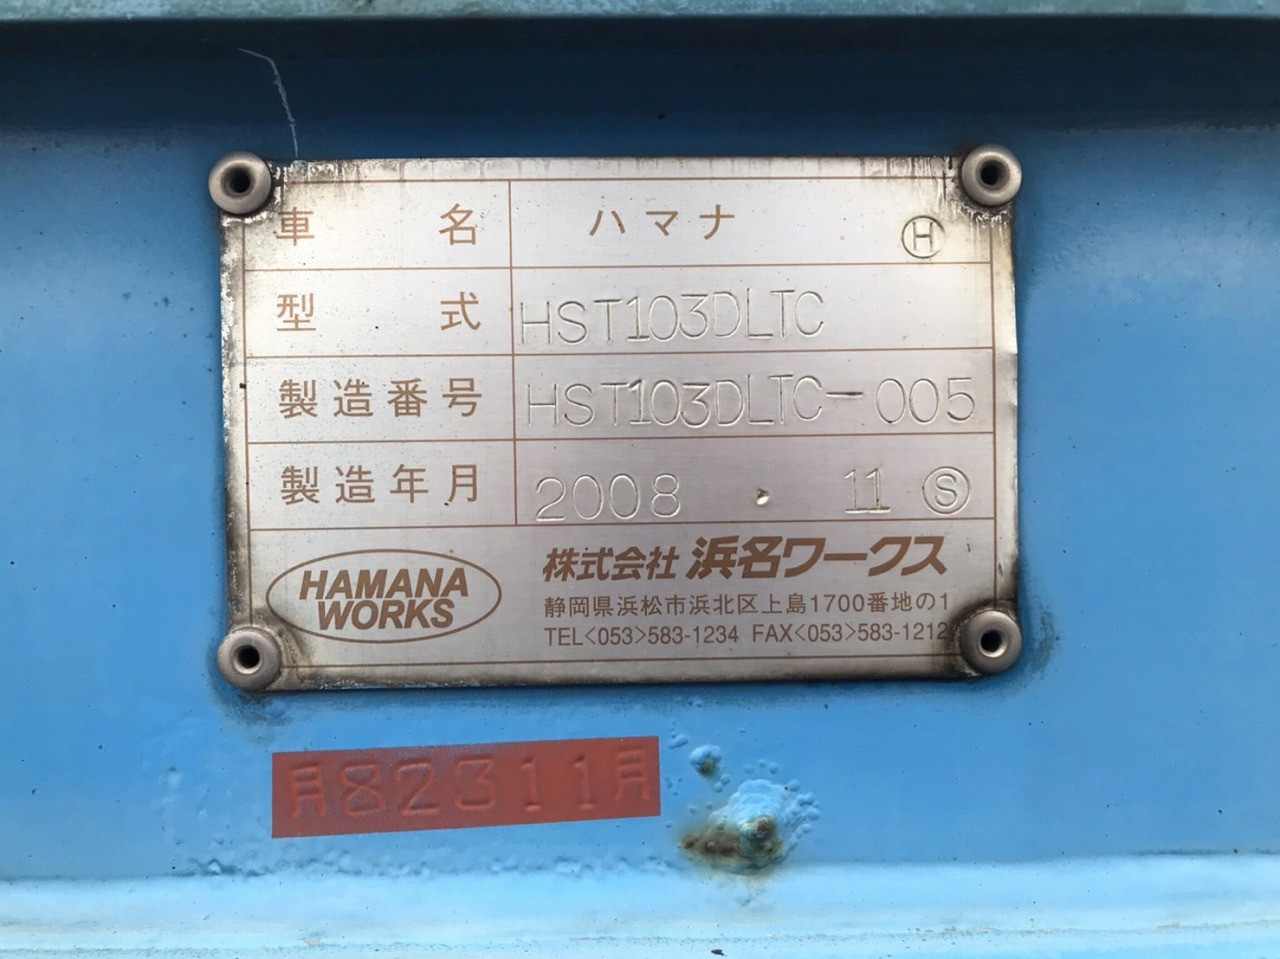 車名 ハマナ Ⓗ
型式 HST103DLTC
製造番号 HST103DLTC-005
製造年月 2008 . 11 Ⓢ
HAMANA
WORKS
株式会社 浜名ワークス
静岡県浜松市浜北区上島1700番地の1
TEL<053>583-1234 FAX<053>583-1212
月82311月